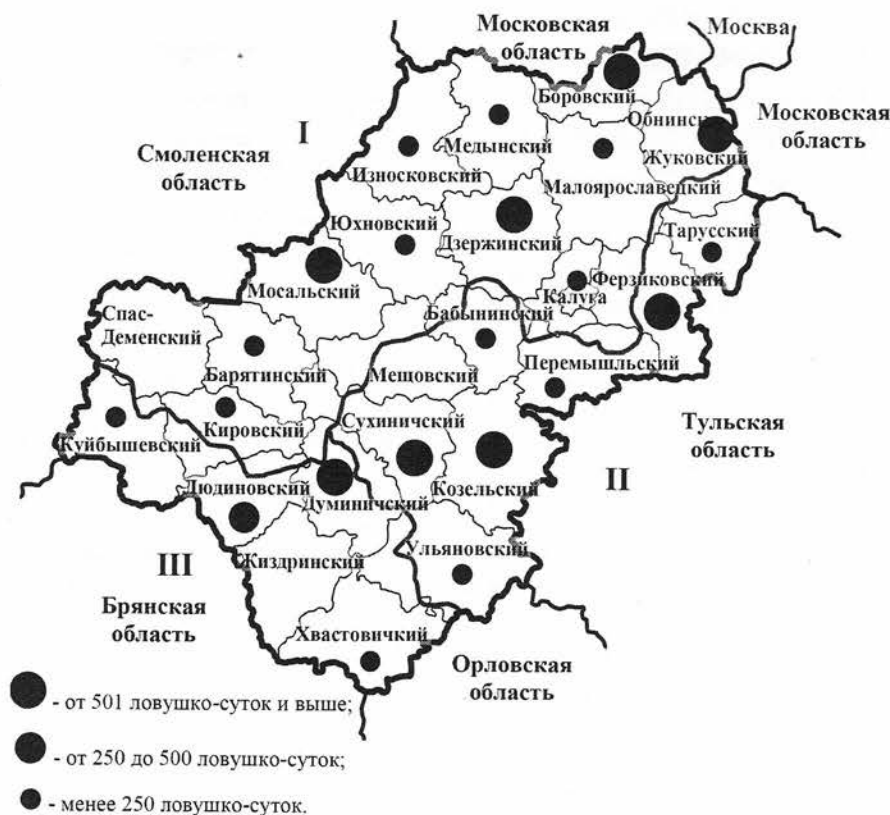 Московская
область
Москва
Боровский
Обнинск
Московская
область
I
Медынский
Жуковский
Смоленская
область
Износковский
Малоярославецкий
Юхновский
Дзержинский
Тарусский
Мосальский
Калуга
Ферзиковский
Бабынинский
Спас-
Деменский
Барятинский
Мещовский
Перемышльский
Тульская
область
Куйбышевский
Кировский
Сухиничский
II
Людиновский
Думиничский
Козельский
III
Жиздринский
Ульяновский
Брянская
область
Хвастовичкий
Орловская
область
- от 501 ловушко-суток и выше;
- от 250 до 500 ловушко-суток;
- менее 250 ловушко-суток.